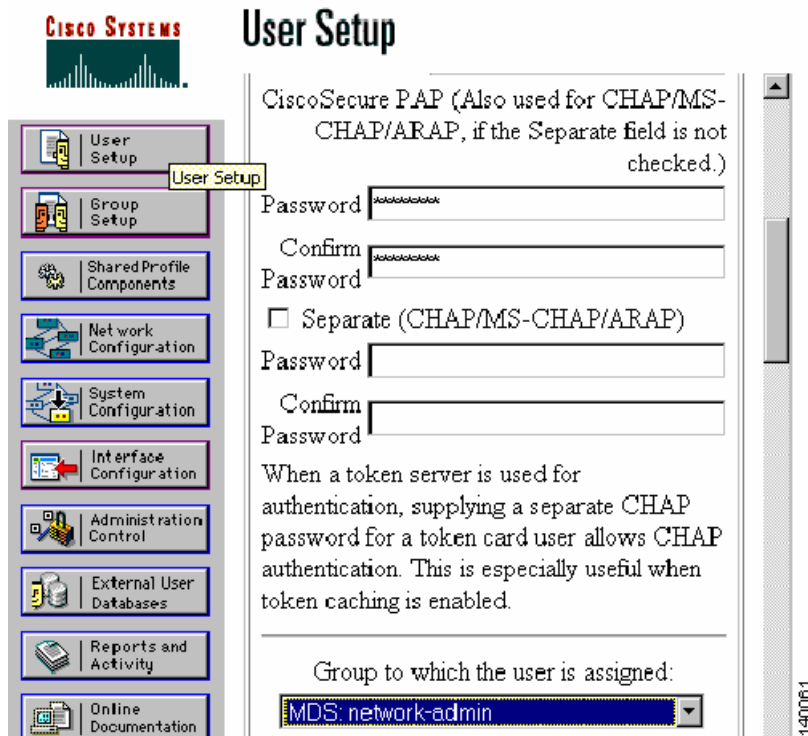 CISCO SYSTEMS
User Setup
User
Setup
User Setup
Group
Setup
Shared Profile
Components
Network
Configuration
System
Configuration
Interface
Configuration
Administration
Control
External User
Databases
Reports and
Activity
Online
Documentation
CiscoSecure PAP (Also used for CHAP/MS-
CHAP/ARAP, if the Separate field is not
checked.)
Password *********
Confirm
Password *********
Separate (CHAP/MS-CHAP/ARAP)
Password
Confirm
Password
When a token server is used for
authentication, supplying a separate CHAP
password for a token card user allows CHAP
authentication. This is especially useful when
token caching is enabled.
Group to which the user is assigned:
MDS: network-admin
140061